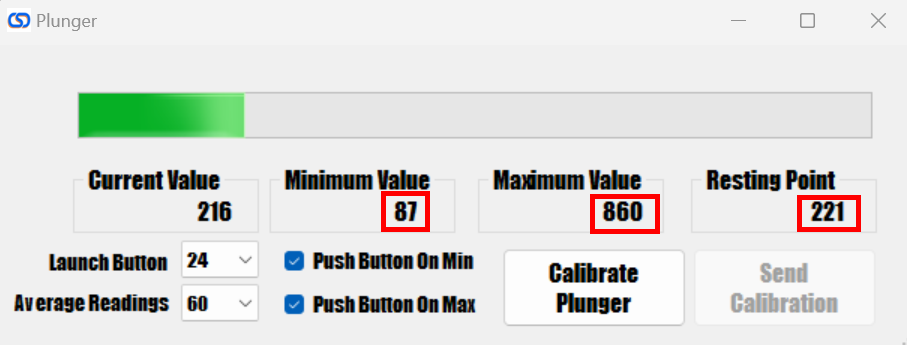 CSD Plunger
Current Value
216
Minimum Value
87
Maximum Value
860
Resting Point
221
Launch Button 24
Push Button On Min
Average Readings 60
Push Button On Max
Calibrate
Plunger
Send
Calibration